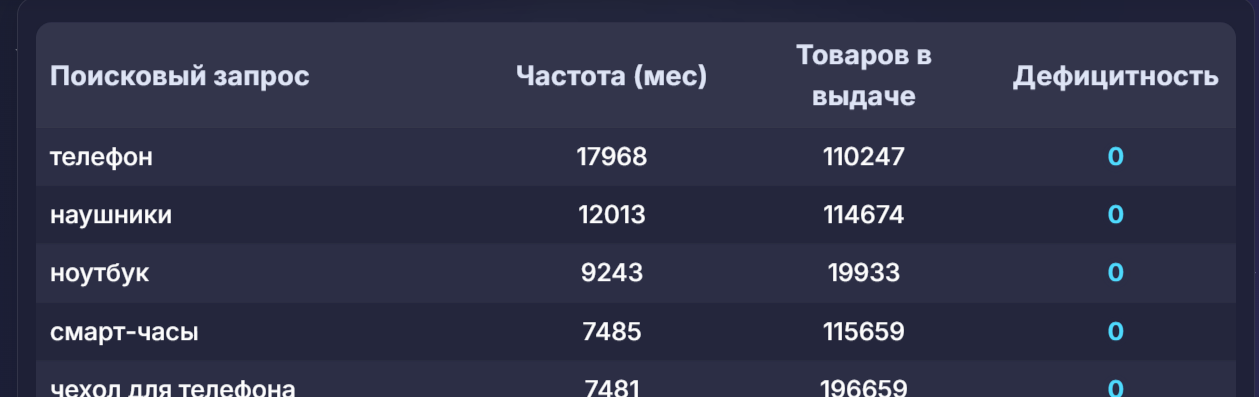 Поисковый запрос Частота (мес) Товаров в выдаче Дефицитность
телефон 17968 110247 0
наушники 12013 114674 0
ноутбук 9243 19933 0
смарт-часы 7485 115659 0
чехол для телефона 7481 196659 0